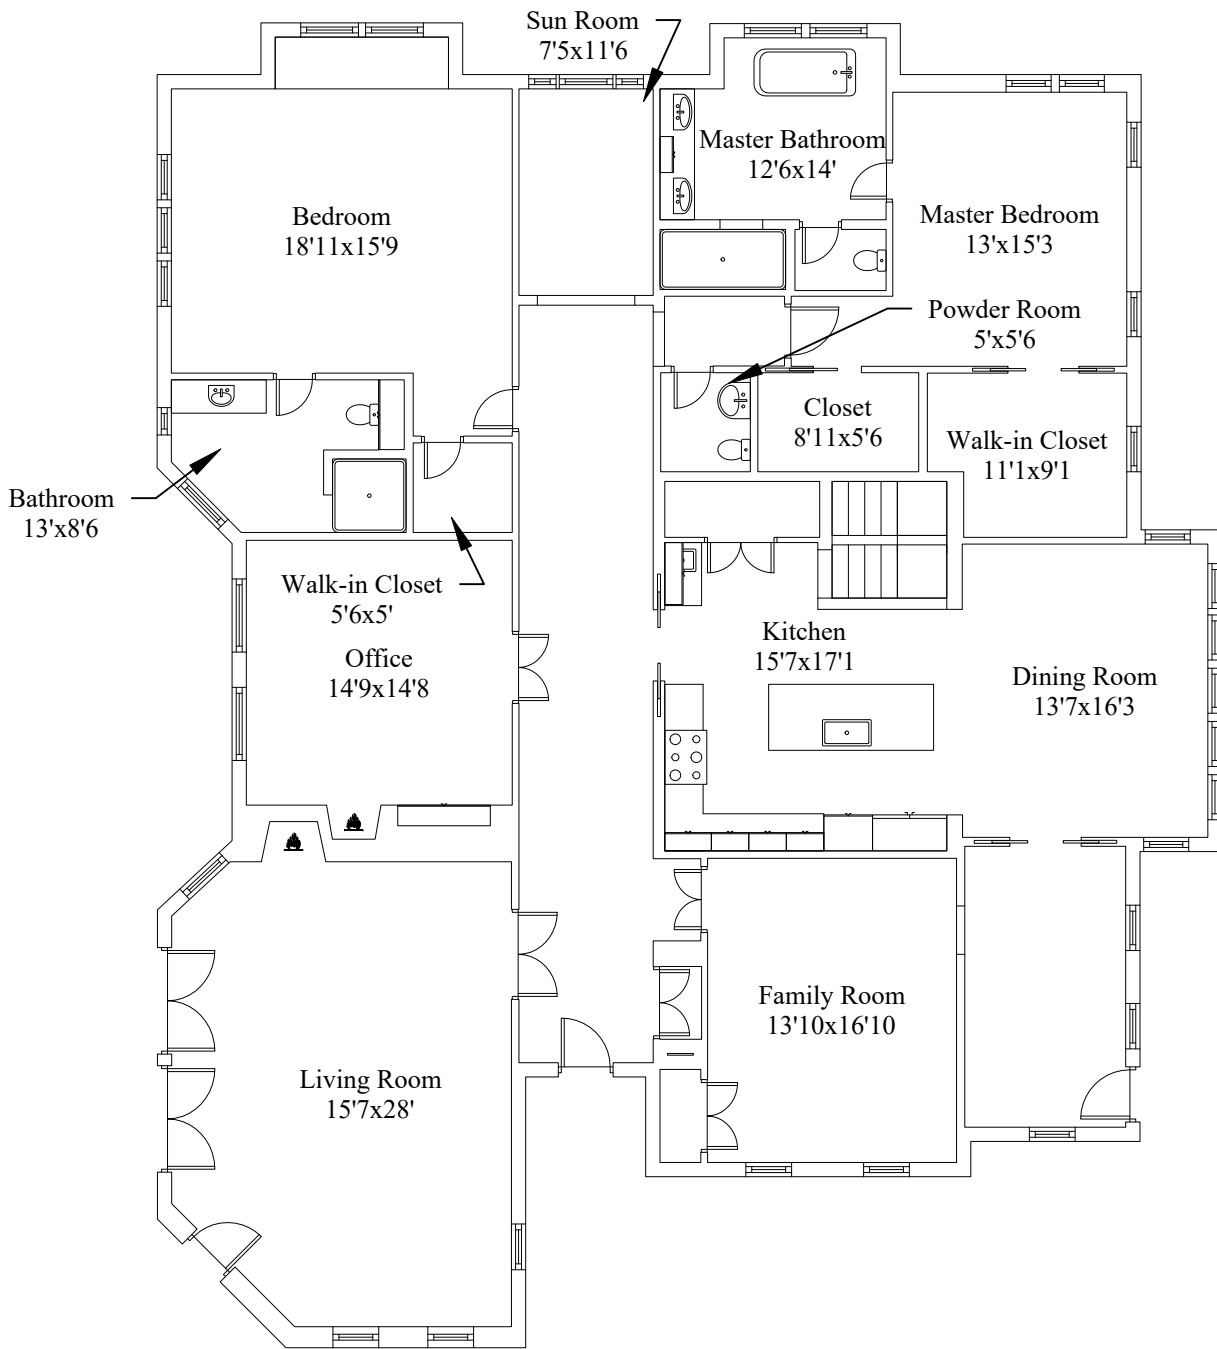 Sun Room
7'5x11'6
Master Bathroom
12'6x14'
Bedroom
18'11x15'9
Master Bedroom
13'x15'3
Powder Room
5'x5'6
Closet
8'11x5'6
Walk-in Closet
11'1x9'1
Bathroom
13'x8'6
Walk-in Closet
5'6x5'
Office
14'9x14'8
Kitchen
15'7x17'1
Dining Room
13'7x16'3
Family Room
13'10x16'10
Living Room
15'7x28'